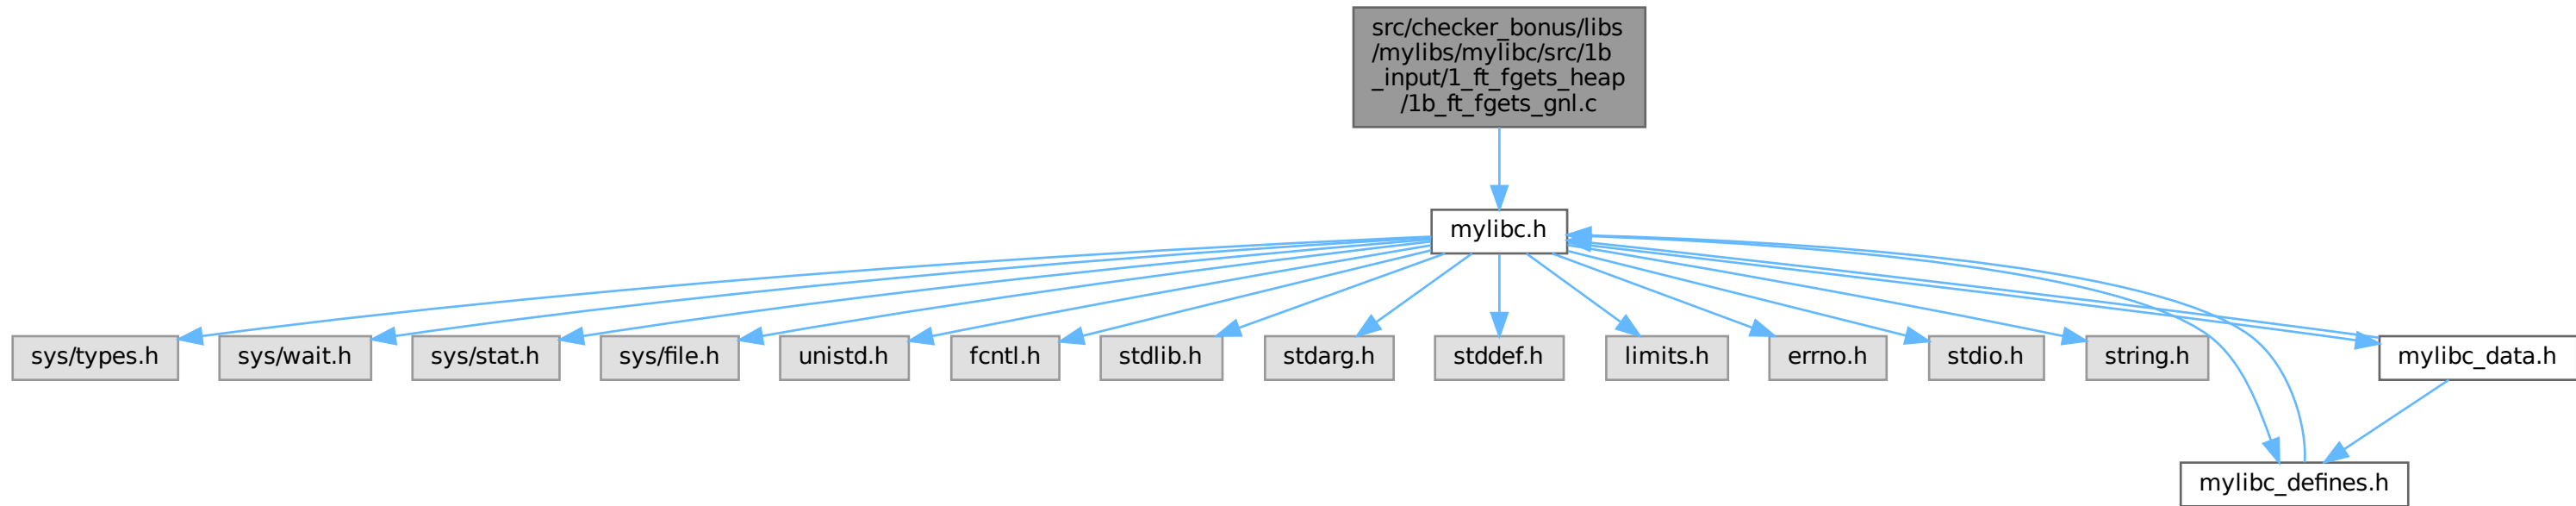 src/checker_bonus/libs
/mylibs/mylibc/src/1b
_input/1_ft_fgets_heap
/1b_ft_fgets_gnl.c
mylibc.h
sys/types.h
sys/wait.h
sys/stat.h
sys/file.h
unistd.h
fcntl.h
stdlib.h
stdarg.h
stddef.h
limits.h
errno.h
stdio.h
string.h
mylibc_data.h
mylibc_defines.h